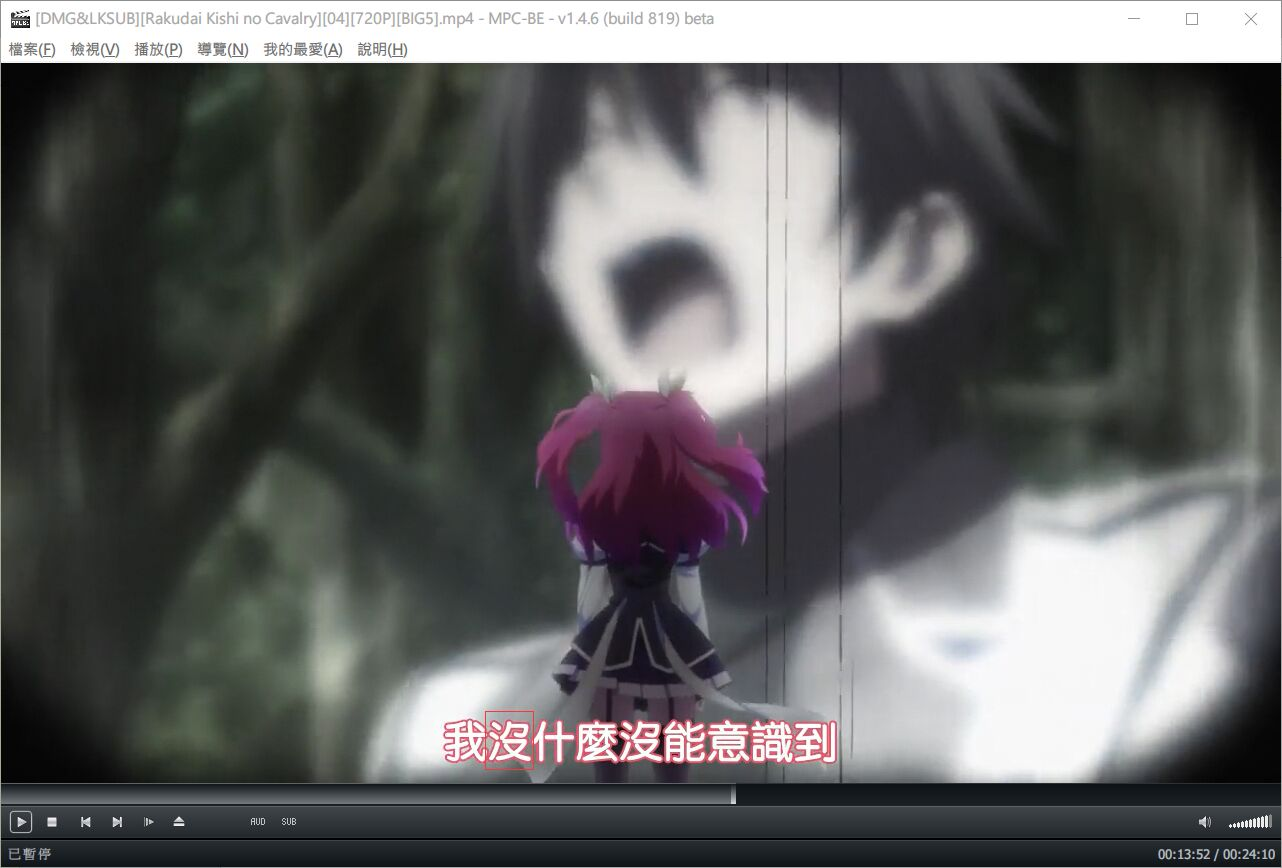 [DMG&LKSUB][Rakudai Kishi no Cavalry][04][720P][BIG5].mp4 - MPC-BE - v1.4.6 (build 819) beta
檔案(F) 檢視(V) 播放(P) 導覽(N) 我的最愛(A) 說明(H)
我沒什麼沒能意識到
AUD SUB
已暫停 00:13:52 / 00:24:10